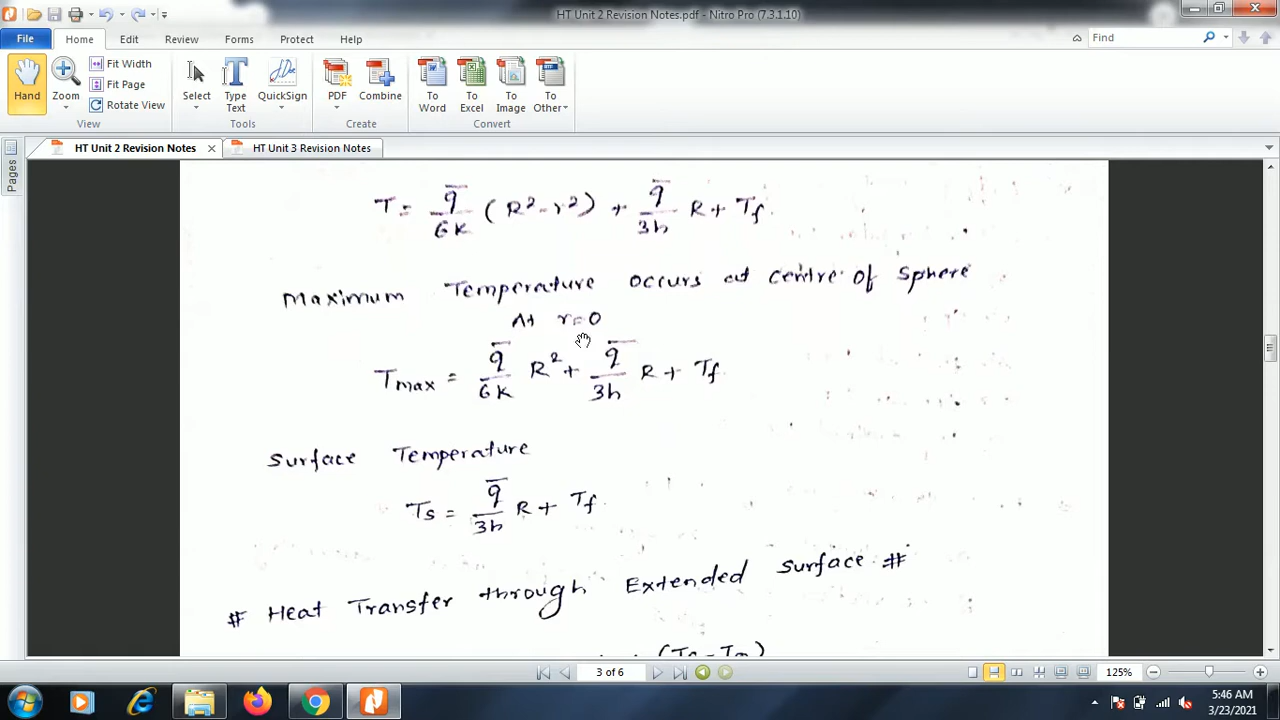 HT Unit 2 Revision Notes.pdf - Nitro Pro (7.3.1.10)
File Home Edit Review Forms Protect Help Find
Hand Zoom Fit Width Fit Page Rotate View Select Type Text QuickSign PDF Combine To Word To Excel To Image To Other
View Tools Create Convert
HT Unit 2 Revision Notes HT Unit 3 Revision Notes
Pages
T = q̅/6K (R² - r²) + q̅/3h R + Tf
Maximum Temperature occurs at centre of sphere
At r=0
Tmax = q̅/6K R² + q̅/3h R + Tf
Surface Temperature
Ts = q̅/3h R + Tf
# Heat Transfer through Extended Surface #
3 of 6 125%
5:46 AM
3/23/2021